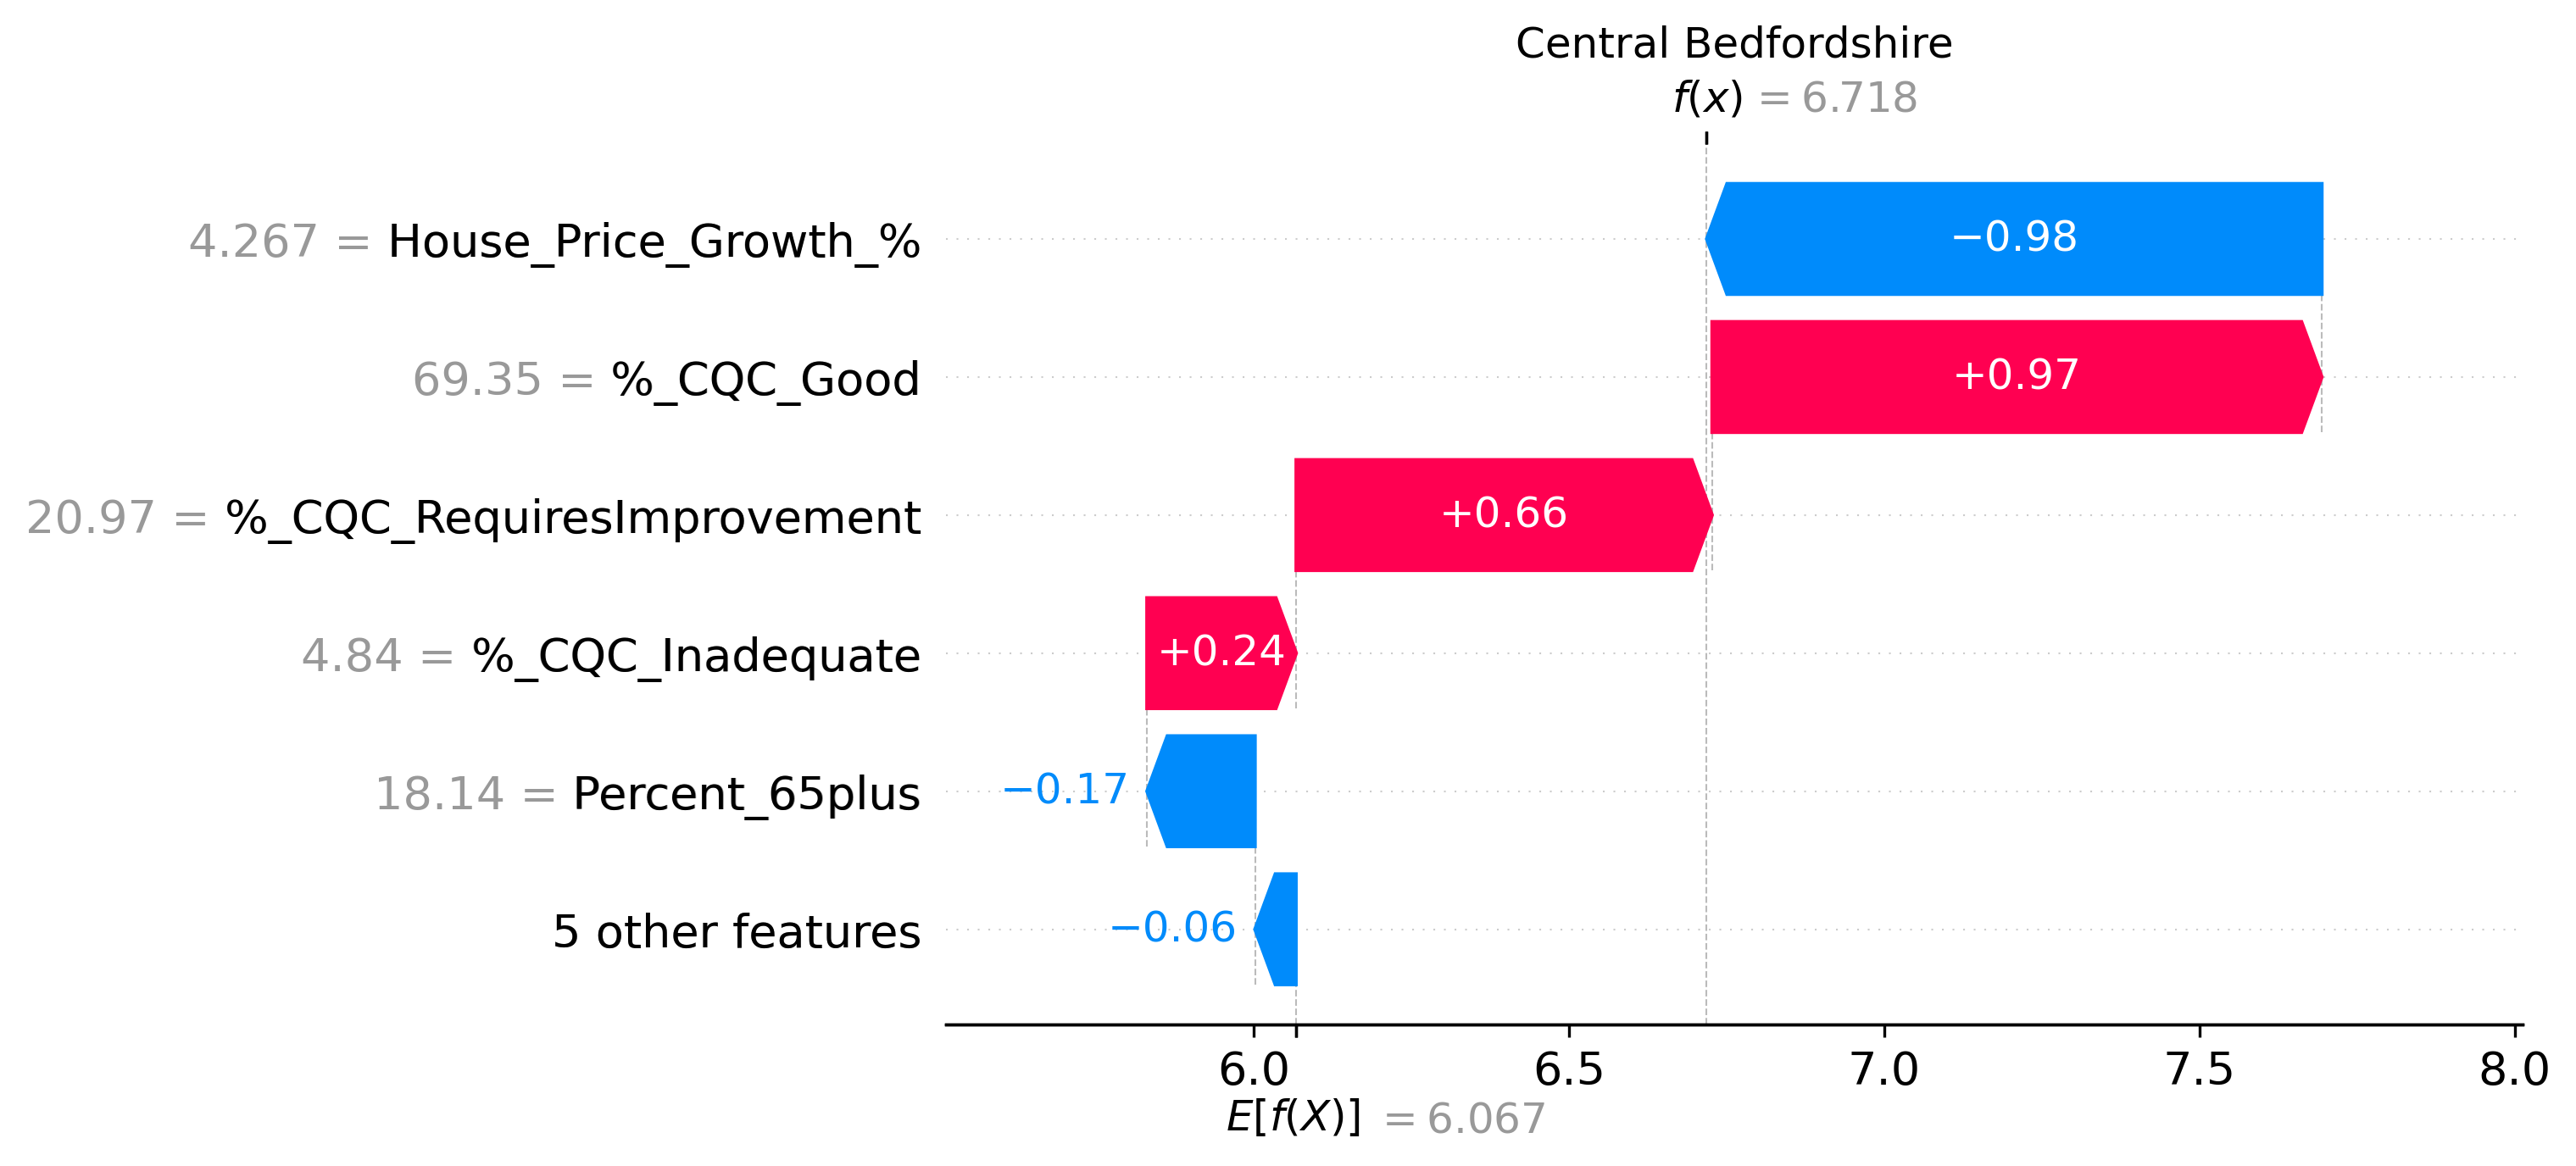 Central Bedfordshire
f(x) = 6.718
4.267 = House_Price_Growth_% −0.98
69.35 = %_CQC_Good +0.97
20.97 = %_CQC_RequiresImprovement +0.66
4.84 = %_CQC_Inadequate +0.24
18.14 = Percent_65plus −0.17
5 other features −0.06
6.0 6.5 7.0 7.5 8.0
E[f(X)] = 6.067